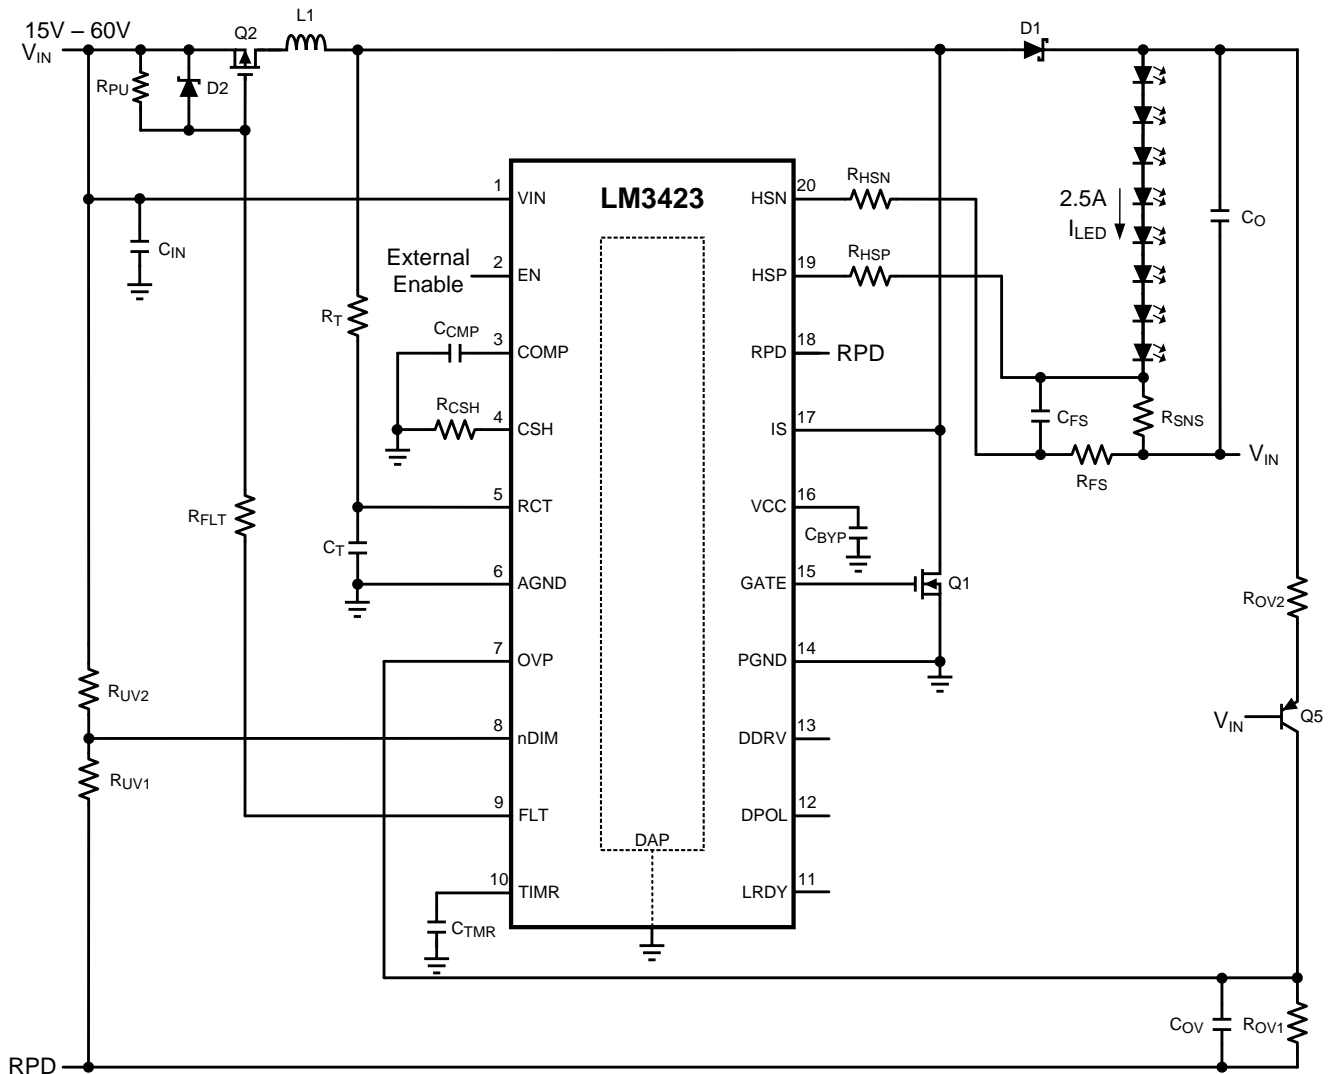 15V – 60V
VIN
Q2
L1
D1
RPU
D2
LM3423
1
VIN
HSN
20
RHSN
2.5A
ILED
CO
CIN
External
Enable
2
EN
HSP
19
RHSP
RT
CCMP
3
COMP
RPD
18
RPD
RCSH
4
CSH
IS
17
CFS
RSNS
VIN
RFS
RFLT
5
RCT
VCC
16
CBYP
CT
6
AGND
GATE
15
Q1
ROV2
7
OVP
PGND
14
RUV2
VIN
Q5
8
nDIM
DDRV
13
RUV1
9
FLT
DPOL
12
DAP
10
TIMR
LRDY
11
CTMR
COV
ROV1
RPD